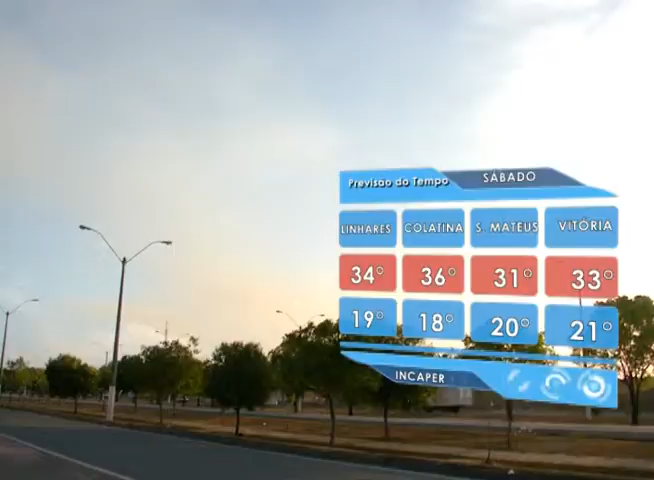 Previsão do Tempo SÁBADO
LINHARES COLATINA S. MATEUS VITÓRIA
34° 36° 31° 33°
19° 18° 20° 21°
INCAPER